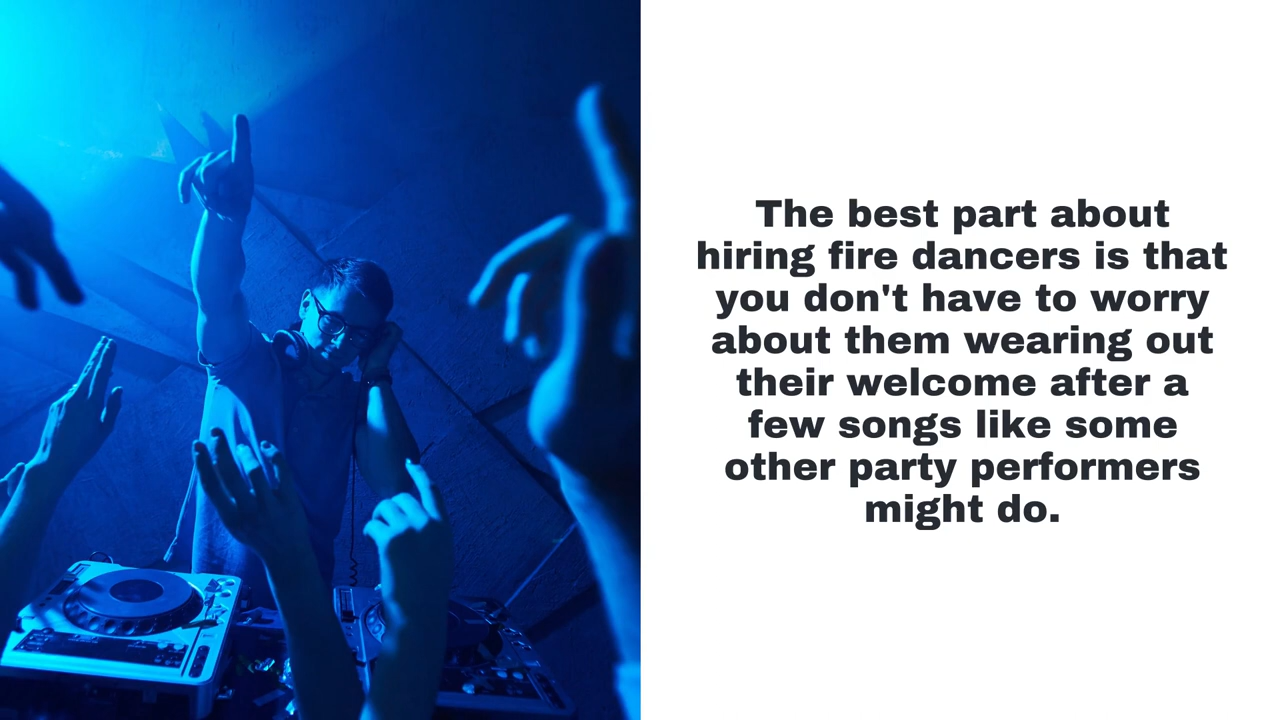 The best part about
hiring fire dancers is that
you don't have to worry
about them wearing out
their welcome after a
few songs like some
other party performers
might do.